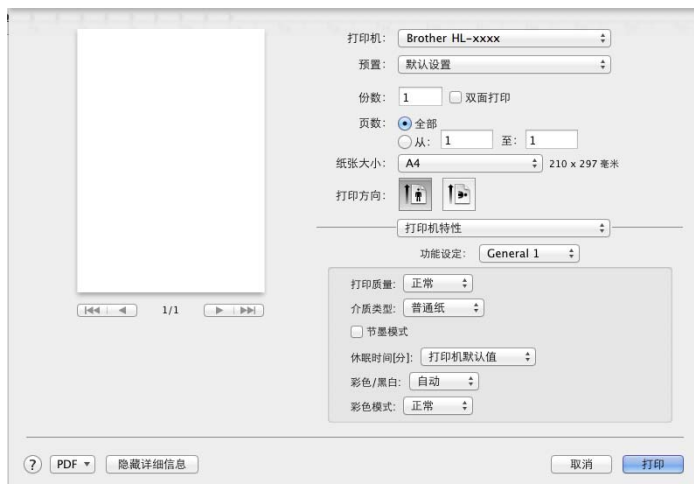 打印机: Brother HL-xxxx
预置: 默认设置
份数: 1 双面打印
页数: 全部
从: 1 至: 1
纸张大小: A4 210 x 297 毫米
打印方向:
打印机特性
功能设定: General 1
打印质量: 正常
介质类型: 普通纸
节墨模式
休眠时间[分]: 打印机默认值
彩色/黑白: 自动
彩色模式: 正常
1/1
? PDF 隐藏详细信息 取消 打印